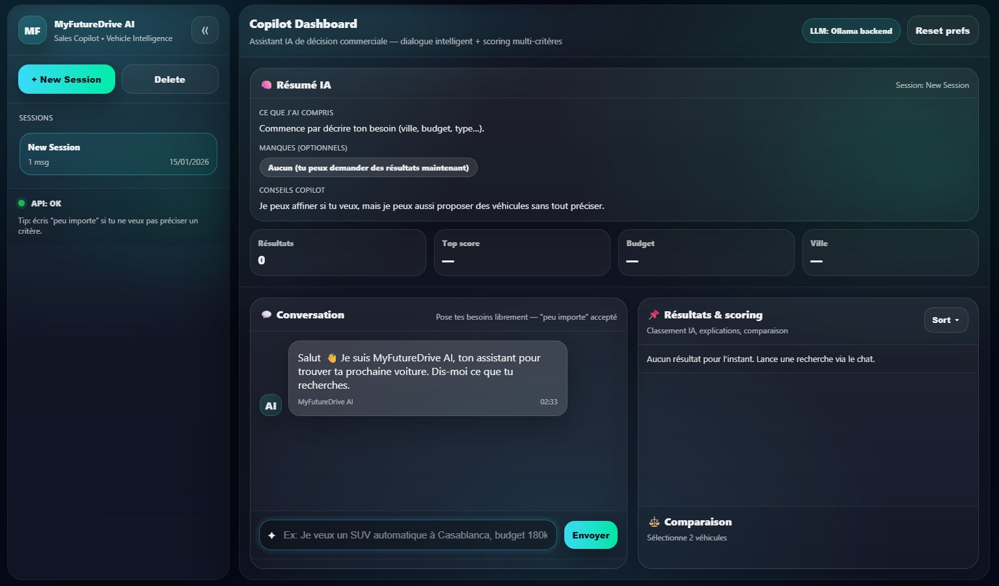 MF
MyFutureDrive AI
Sales Copilot • Vehicle Intelligence
«
+ New Session
Delete
SESSIONS
New Session
1 msg
15/01/2026
API: OK
Tip: écris "peu importe" si tu ne veux pas préciser un
critère.
Copilot Dashboard
Assistant IA de décision commerciale — dialogue intelligent + scoring multi-critères
LLM: Ollama backend
Reset prefs
🧠 Résumé IA
Session: New Session
CE QUE J'AI COMPRIS
Commence par décrire ton besoin (ville, budget, type...).
MANQUES (OPTIONNELS)
Aucun (tu peux demander des résultats maintenant)
CONSEILS COPILOT
Je peux affiner si tu veux, mais je peux aussi proposer des véhicules sans tout préciser.
Résultats
0
Top score
—
Budget
—
Ville
—
💬 Conversation
Pose tes besoins librement — "peu importe" accepté
Salut 👋 Je suis MyFutureDrive AI, ton assistant pour
trouver ta prochaine voiture. Dis-moi ce que tu
recherches.
MyFutureDrive AI
02:33
AI
✦ Ex: Je veux un SUV automatique à Casablanca, budget 180k
Envoyer
📌 Résultats & scoring
Classement IA, explications, comparaison
Sort
Aucun résultat pour l'instant. Lance une recherche via le chat.
⚖️ Comparaison
Sélectionne 2 véhicules